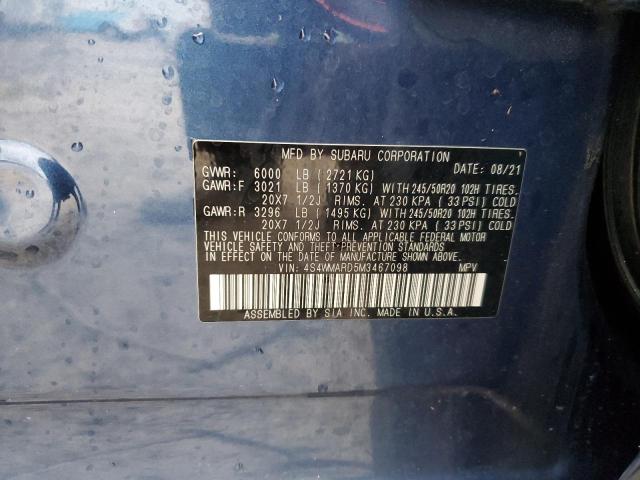 MFD BY SUBARU CORPORATION DATE: 08/21
GVWR: 6000 LB (2721 KG)
GAWR:F 3021 LB (1370 KG) WITH 245/50R20 102H TIRES.
20X7 1/2J RIMS. AT 230 KPA (33 PSI) COLD
GAWR:R 3296 LB (1495 KG) WITH 245/50R20 102H TIRES.
20X7 1/2J RIMS. AT 230 KPA (33 PSI) COLD
THIS VEHICLE CONFORMS TO ALL APPLICABLE FEDERAL MOTOR
VEHICLE SAFETY AND THEFT-PREVENTION STANDARDS
IN EFFECT ON THE DATE OF MANUFACTURE SHOWN ABOVE.
VIN: 4S4WMARD5M3467098 MPV
ASSEMBLED BY SIA INC. MADE IN U.S.A.